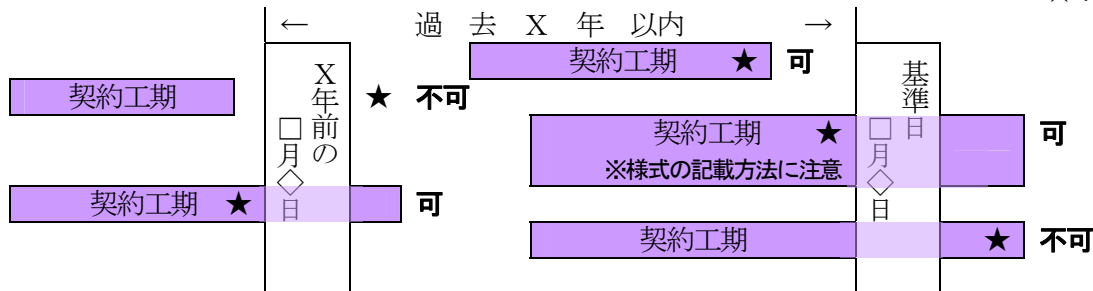 ← 過去X年以内 →
契約工期 ★ 可
X年前の
□月◇日
基準日
□月◇日
契約工期 ★ 不可
契約工期 ★ 可
※様式の記載方法に注意
契約工期 ★ 可
契約工期 ★ 不可